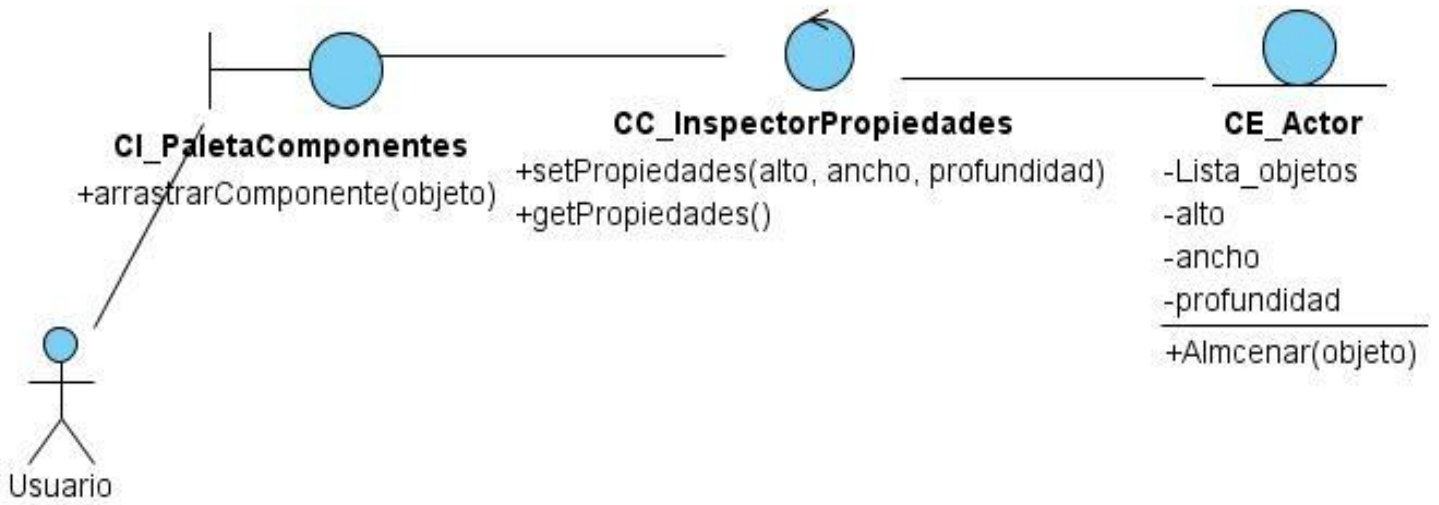 CI_PaletaComponentes
+arrastrarComponente(objeto)
CC_InspectorPropiedades
+setPropiedades(alto, ancho, profundidad)
+getPropiedades()
CE_Actor
-Lista_objetos
-alto
-ancho
-profundidad
+Almcenar(objeto)
Usuario